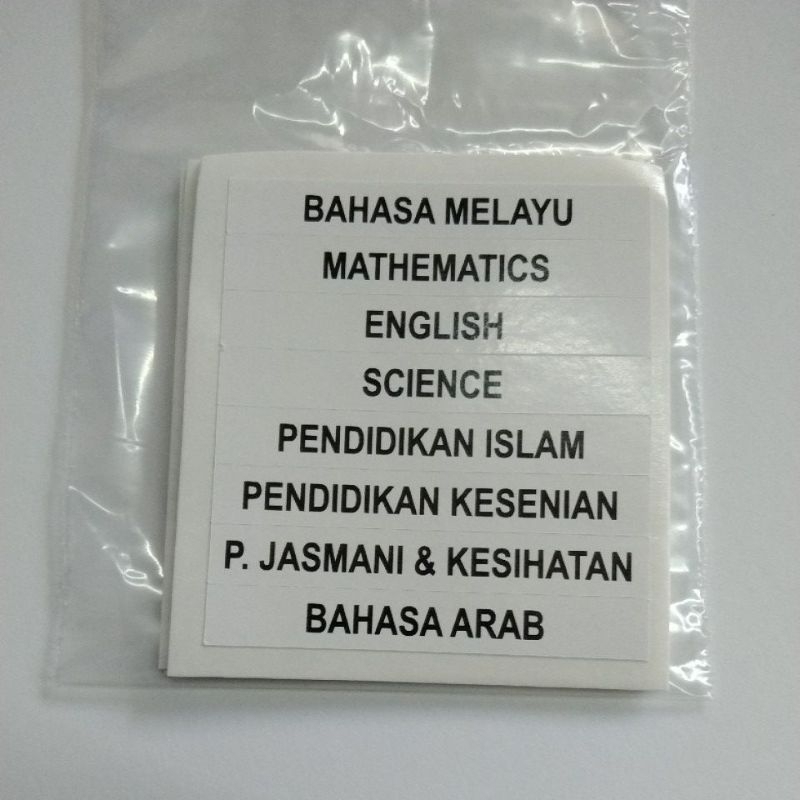 BAHASA MELAYU
MATHEMATICS
ENGLISH
SCIENCE
PENDIDIKAN ISLAM
PENDIDIKAN KESENIAN
P. JASMANI & KESIHATAN
BAHASA ARAB